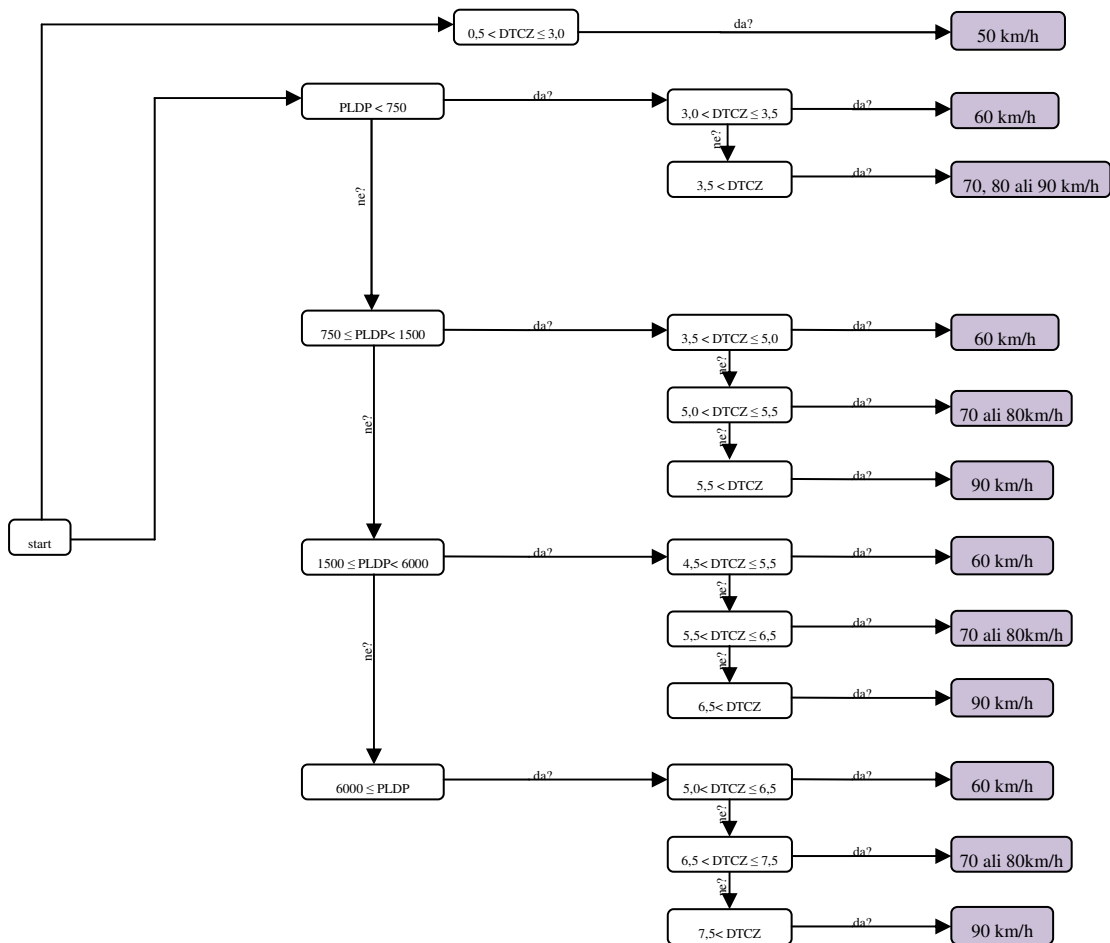 0,5 < DTCZ ≤ 3,0
da?
50 km/h
PLDP < 750
da?
3,0 < DTCZ ≤ 3,5
da?
60 km/h
ne?
3,5 < DTCZ
da?
70, 80 ali 90 km/h
ne?
750 ≤ PLDP< 1500
da?
3,5 < DTCZ ≤ 5,0
da?
60 km/h
ne?
5,0 < DTCZ ≤ 5,5
da?
70 ali 80km/h
ne?
5,5 < DTCZ
da?
90 km/h
ne?
start
1500 ≤ PLDP< 6000
da?
4,5< DTCZ ≤ 5,5
da?
60 km/h
ne?
5,5< DTCZ ≤ 6,5
da?
70 ali 80km/h
ne?
6,5< DTCZ
da?
90 km/h
ne?
6000 ≤ PLDP
da?
5,0< DTCZ ≤ 6,5
da?
60 km/h
ne?
6,5 < DTCZ ≤ 7,5
da?
70 ali 80km/h
ne?
7,5< DTCZ
da?
90 km/h